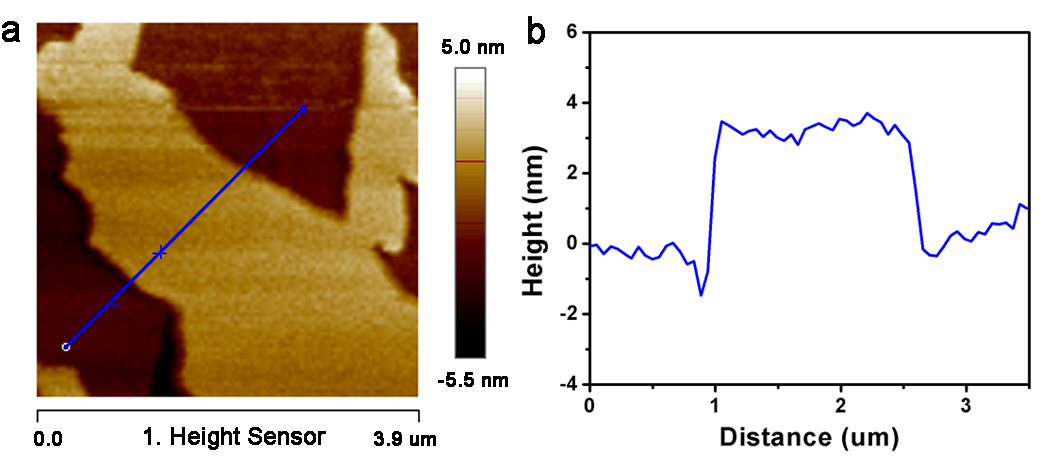 a
5.0 nm
-5.5 nm
0.0
1. Height Sensor
3.9 um
b
6
4
2
0
-2
-4
Height (nm)
0
1
2
3
Distance (um)